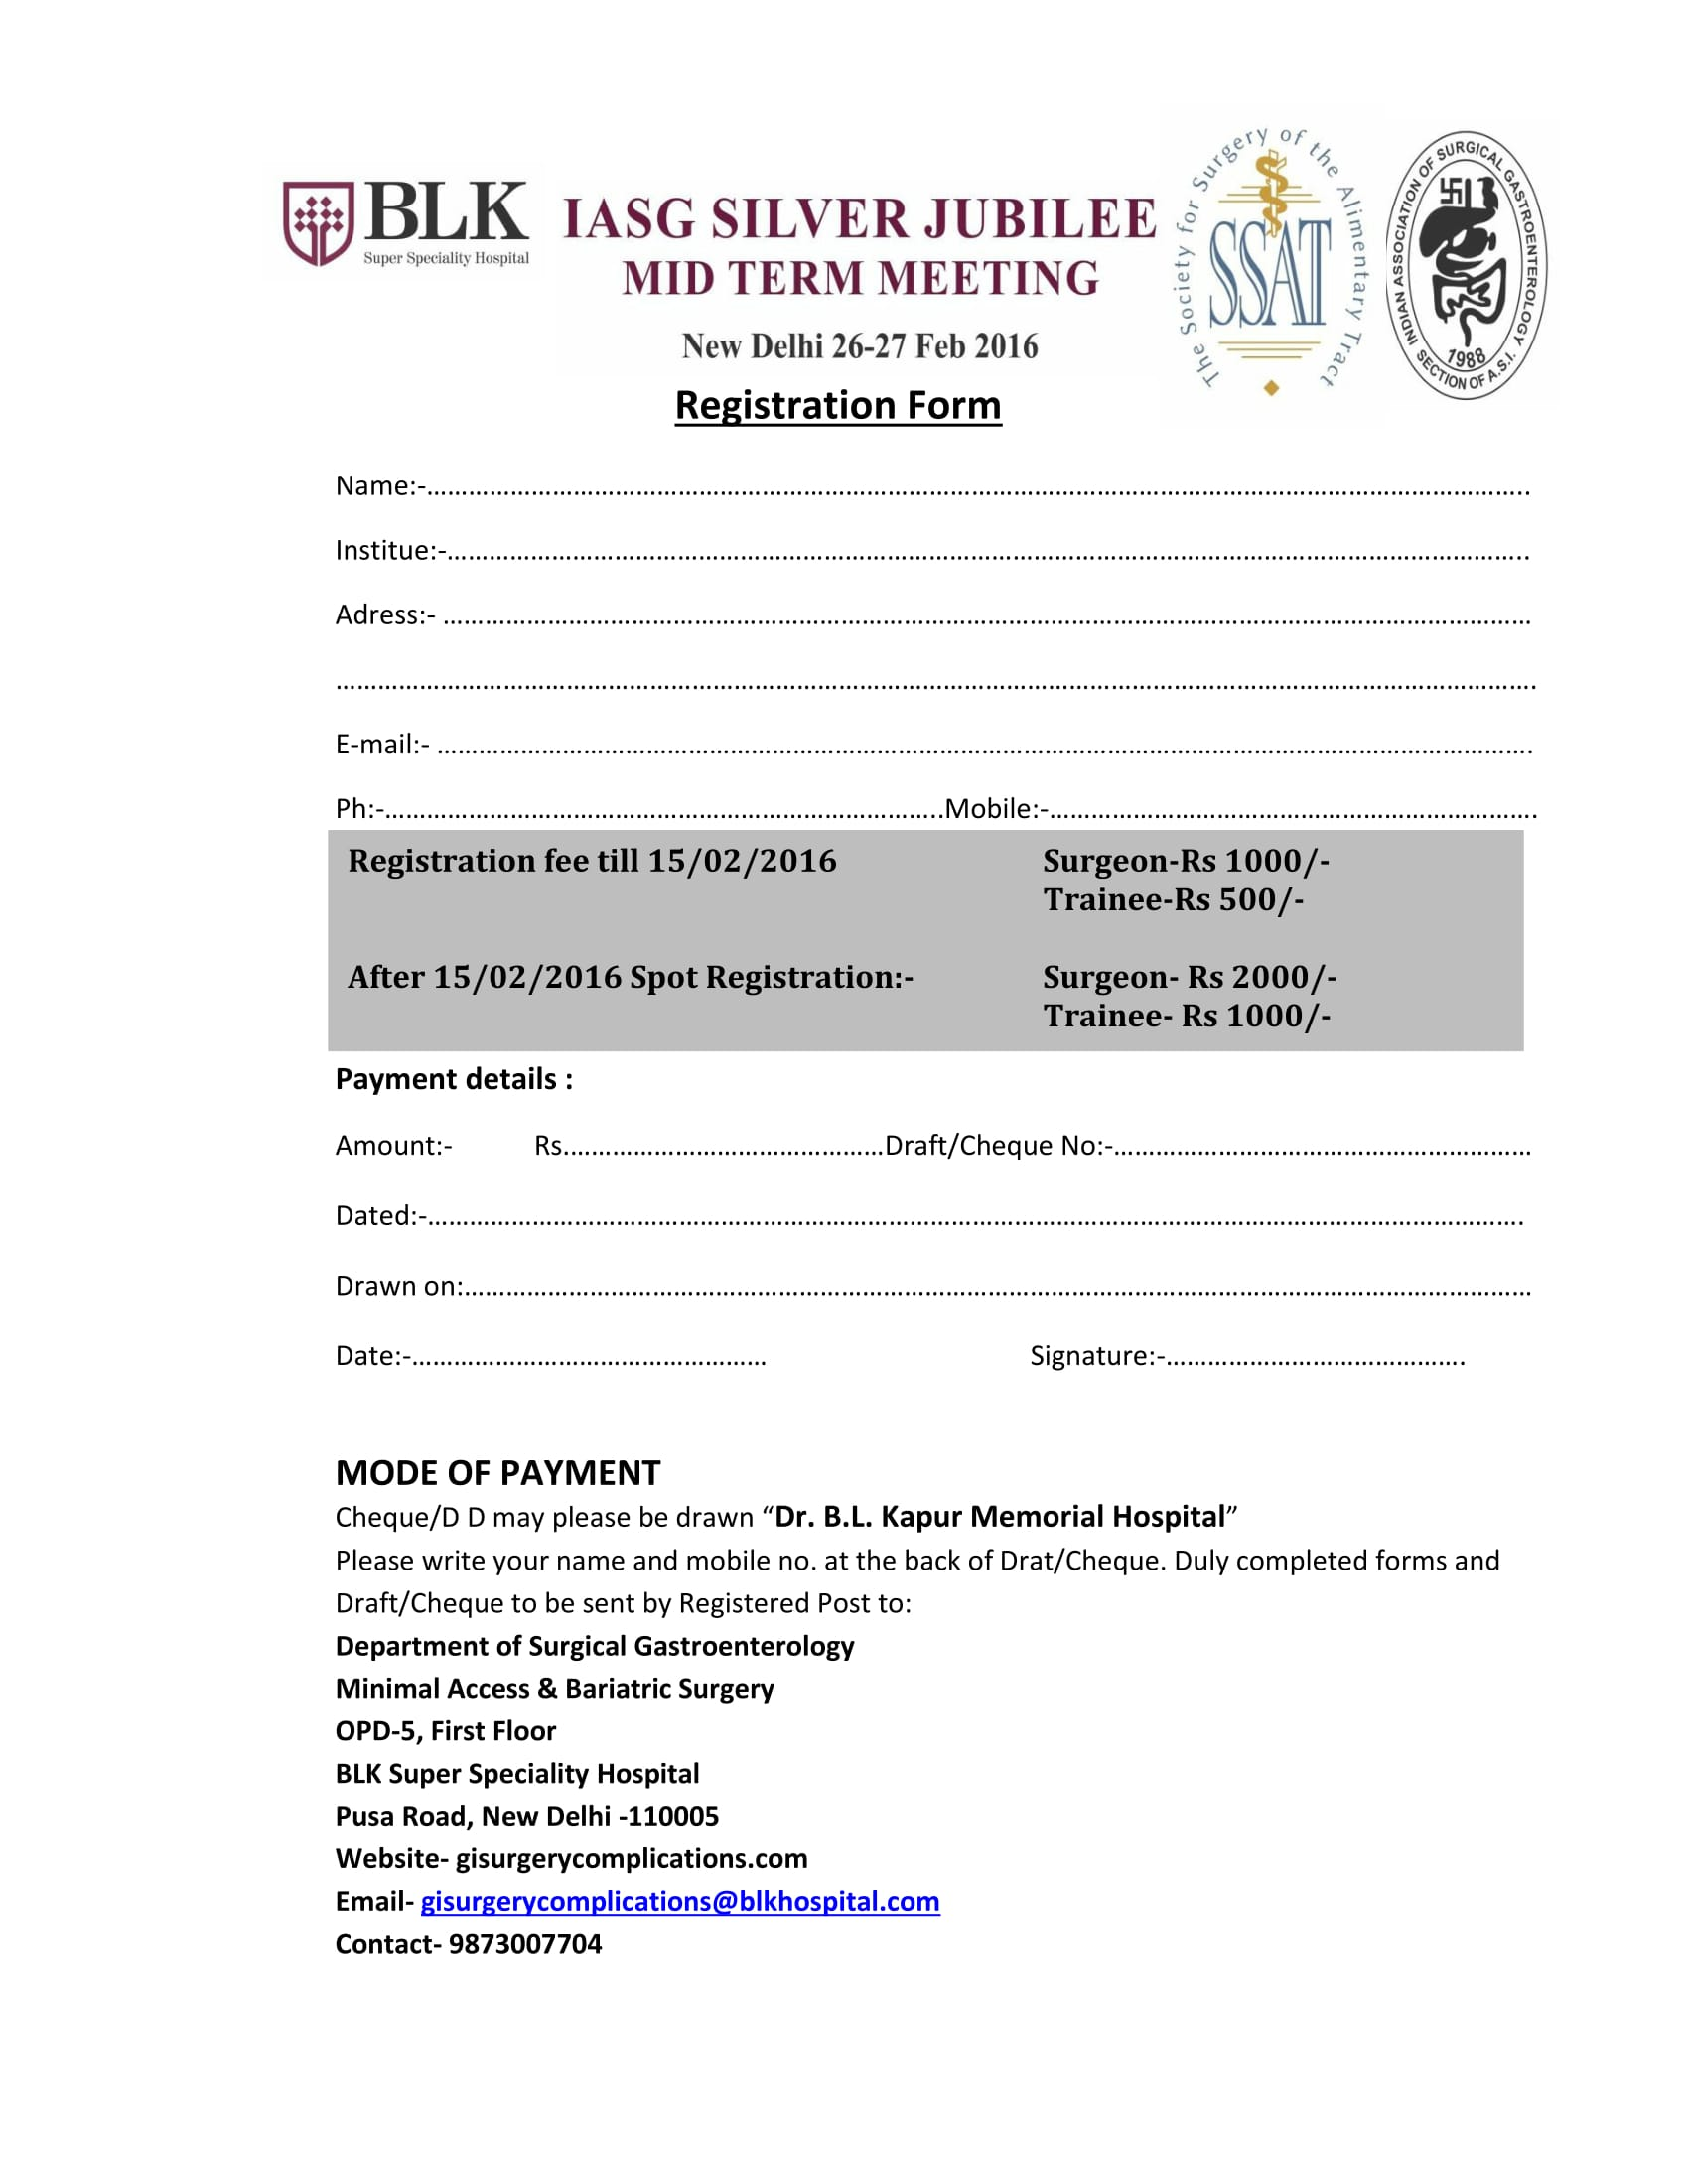 BLK
Super Speciality Hospital
IASG SILVER JUBILEE
MID TERM MEETING
New Delhi 26-27 Feb 2016
The Society for Surgery of the Alimentary Tract
SSAT
INDIAN ASSOCIATION OF SURGICAL GASTROENTEROLOGY
1988
SECTION OF A.S.I.
Registration Form
Name:-……………………………………………………………………………………………………………………………..
Institue:-……………………………………………………………………………………………………………………………..
Adress:- ……………………………………………………………………………………………………………………………
……………………………………………………………………………………………………………………………………….
E-mail:- …………………………………………………………………………………………………………………………….
Ph:-……………………………………………………………..Mobile:-……………………………………………………….
Registration fee till 15/02/2016 Surgeon-Rs 1000/-
Trainee-Rs 500/-
After 15/02/2016 Spot Registration:- Surgeon- Rs 2000/-
Trainee- Rs 1000/-
Payment details :
Amount:- Rs.…………………………………Draft/Cheque No:-………………………………………………
Dated:-…………………………………………………………………………………………………………………………….
Drawn on:…………………………………………………………………………………………………………………………
Date:-……………………………………… Signature:-……………………………….
MODE OF PAYMENT
Cheque/D D may please be drawn “Dr. B.L. Kapur Memorial Hospital”
Please write your name and mobile no. at the back of Drat/Cheque. Duly completed forms and
Draft/Cheque to be sent by Registered Post to:
Department of Surgical Gastroenterology
Minimal Access & Bariatric Surgery
OPD-5, First Floor
BLK Super Speciality Hospital
Pusa Road, New Delhi -110005
Website- gisurgerycomplications.com
Email- gisurgerycomplications@blkhospital.com
Contact- 9873007704